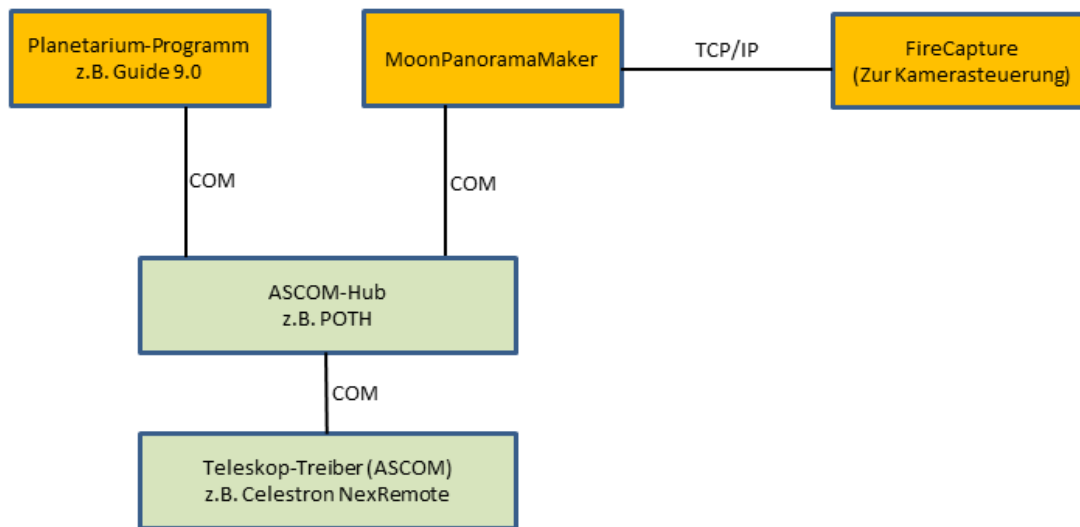 Planetarium-Programm
z.B. Guide 9.0
MoonPanoramaMaker
TCP/IP
FireCapture
(Zur Kamerasteuerung)
COM
COM
ASCOM-Hub
z.B. POTH
COM
Teleskop-Treiber (ASCOM)
z.B. Celestron NexRemote